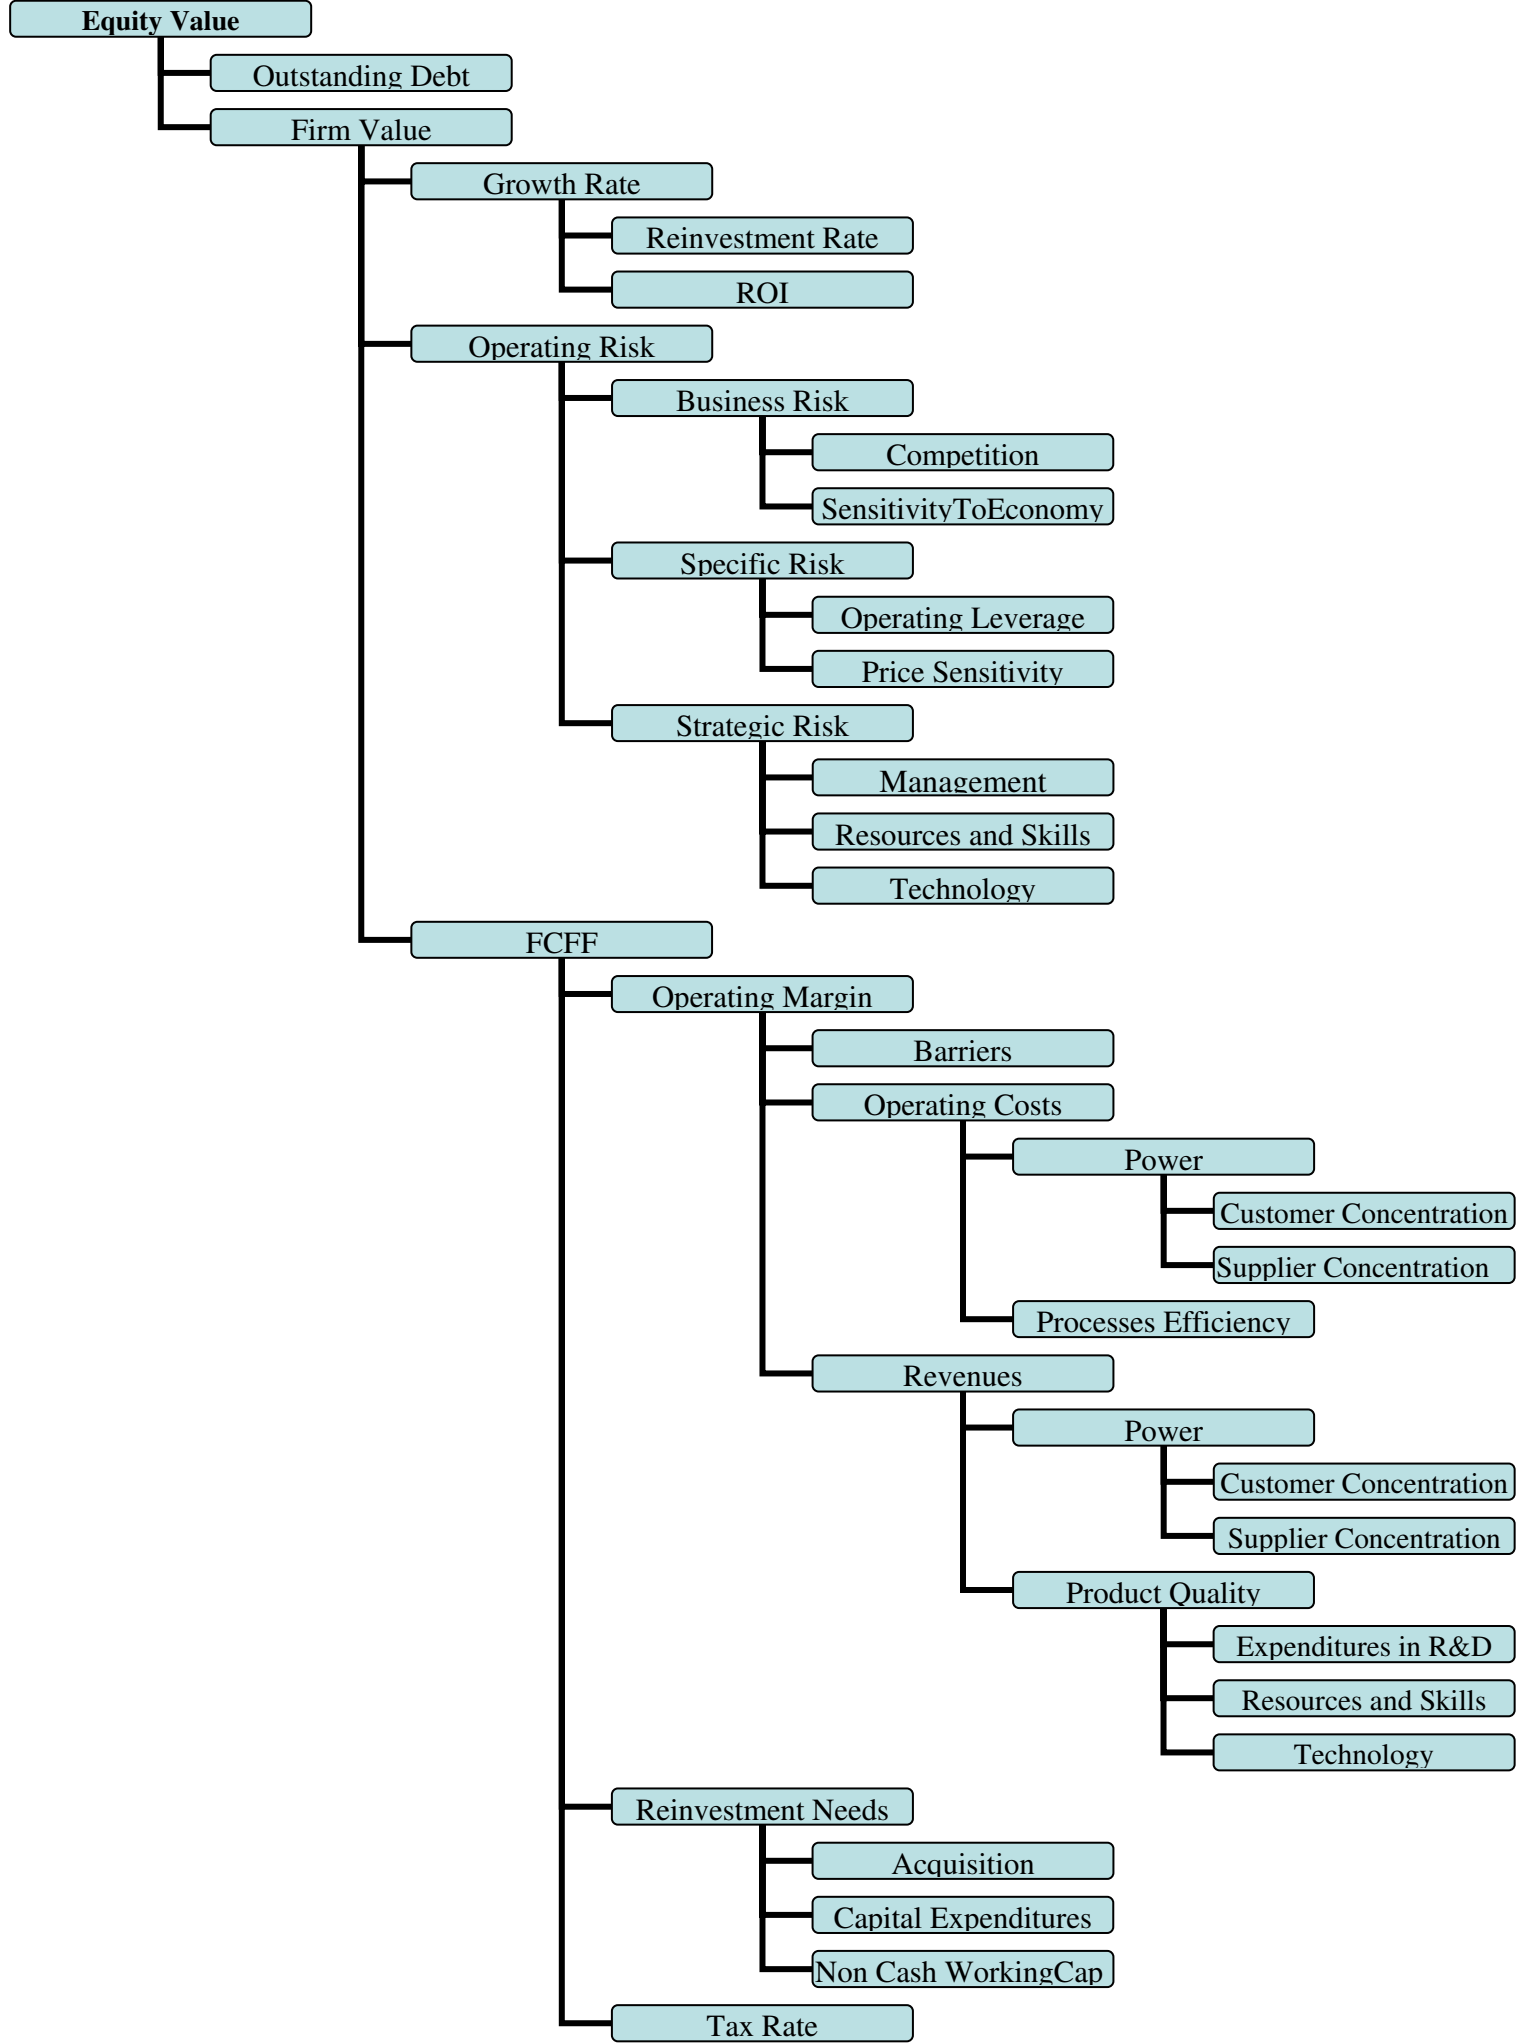 Equity Value
Outstanding Debt
Firm Value
Growth Rate
Reinvestment Rate
ROI
Operating Risk
Business Risk
Competition
SensitivityToEconomy
Specific Risk
Operating Leverage
Price Sensitivity
Strategic Risk
Management
Resources and Skills
Technology
FCFF
Operating Margin
Barriers
Operating Costs
Power
Customer Concentration
Supplier Concentration
Processes Efficiency
Revenues
Power
Customer Concentration
Supplier Concentration
Product Quality
Expenditures in R&D
Resources and Skills
Technology
Reinvestment Needs
Acquisition
Capital Expenditures
Non Cash WorkingCap
Tax Rate